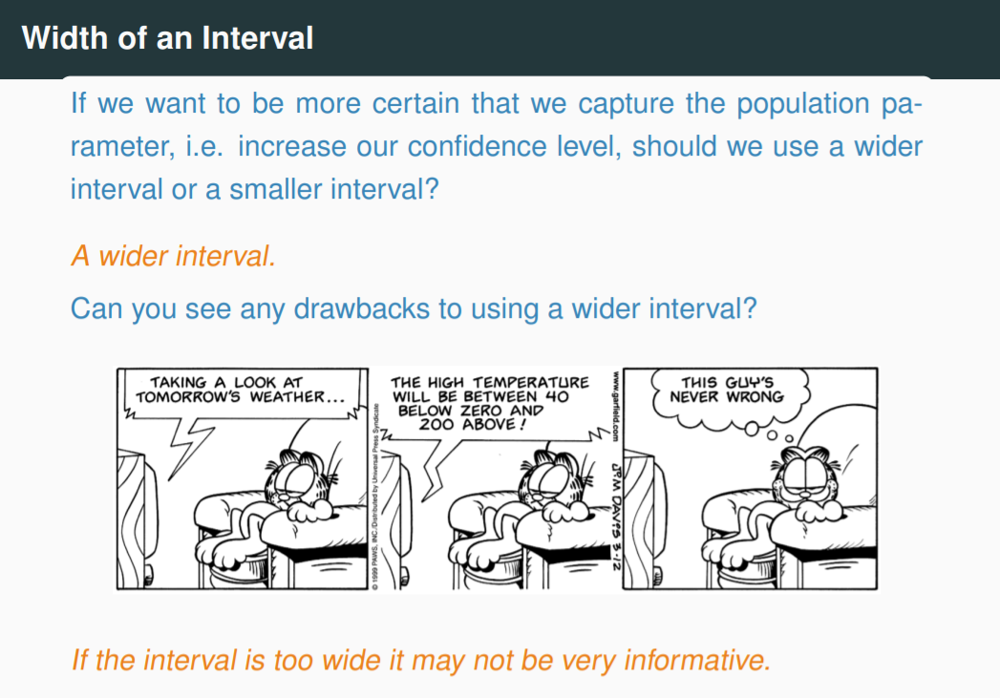 Width of an Interval
If we want to be more certain that we capture the population pa-
rameter, i.e. increase our confidence level, should we use a wider
interval or a smaller interval?
A wider interval.
Can you see any drawbacks to using a wider interval?
TAKING A LOOK AT
TOMORROW'S WEATHER...
© 1999 PAWS, INC./Distributed by Universal Press Syndicate
THE HIGH TEMPERATURE
WILL BE BETWEEN 40
BELOW ZERO AND
200 ABOVE!
www.garfield.com
JIM DAVIS 3-12
THIS GUY'S
NEVER WRONG
If the interval is too wide it may not be very informative.